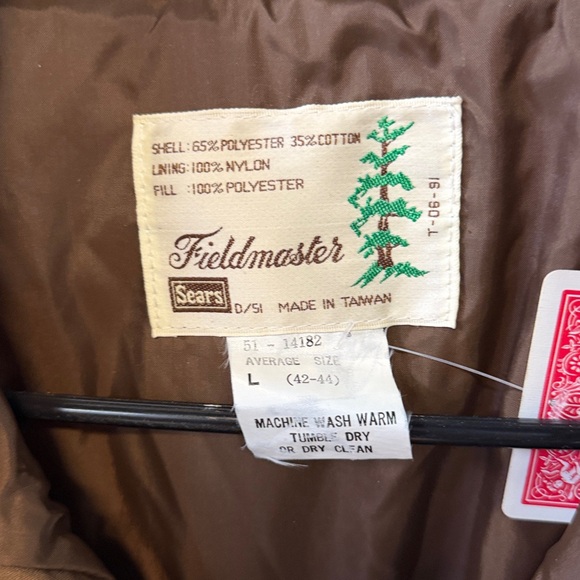 SHELL: 65% POLYESTER 35% COTTON
LINING: 100% NYLON
FILL : 100% POLYESTER
T-06-91
Fieldmaster
Sears
D/51 MADE IN TAIWAN
51 - 14182
AVERAGE SIZE
L (42-44)
MACHINE WASH WARM
TUMBLE DRY
OR DRY CLEAN